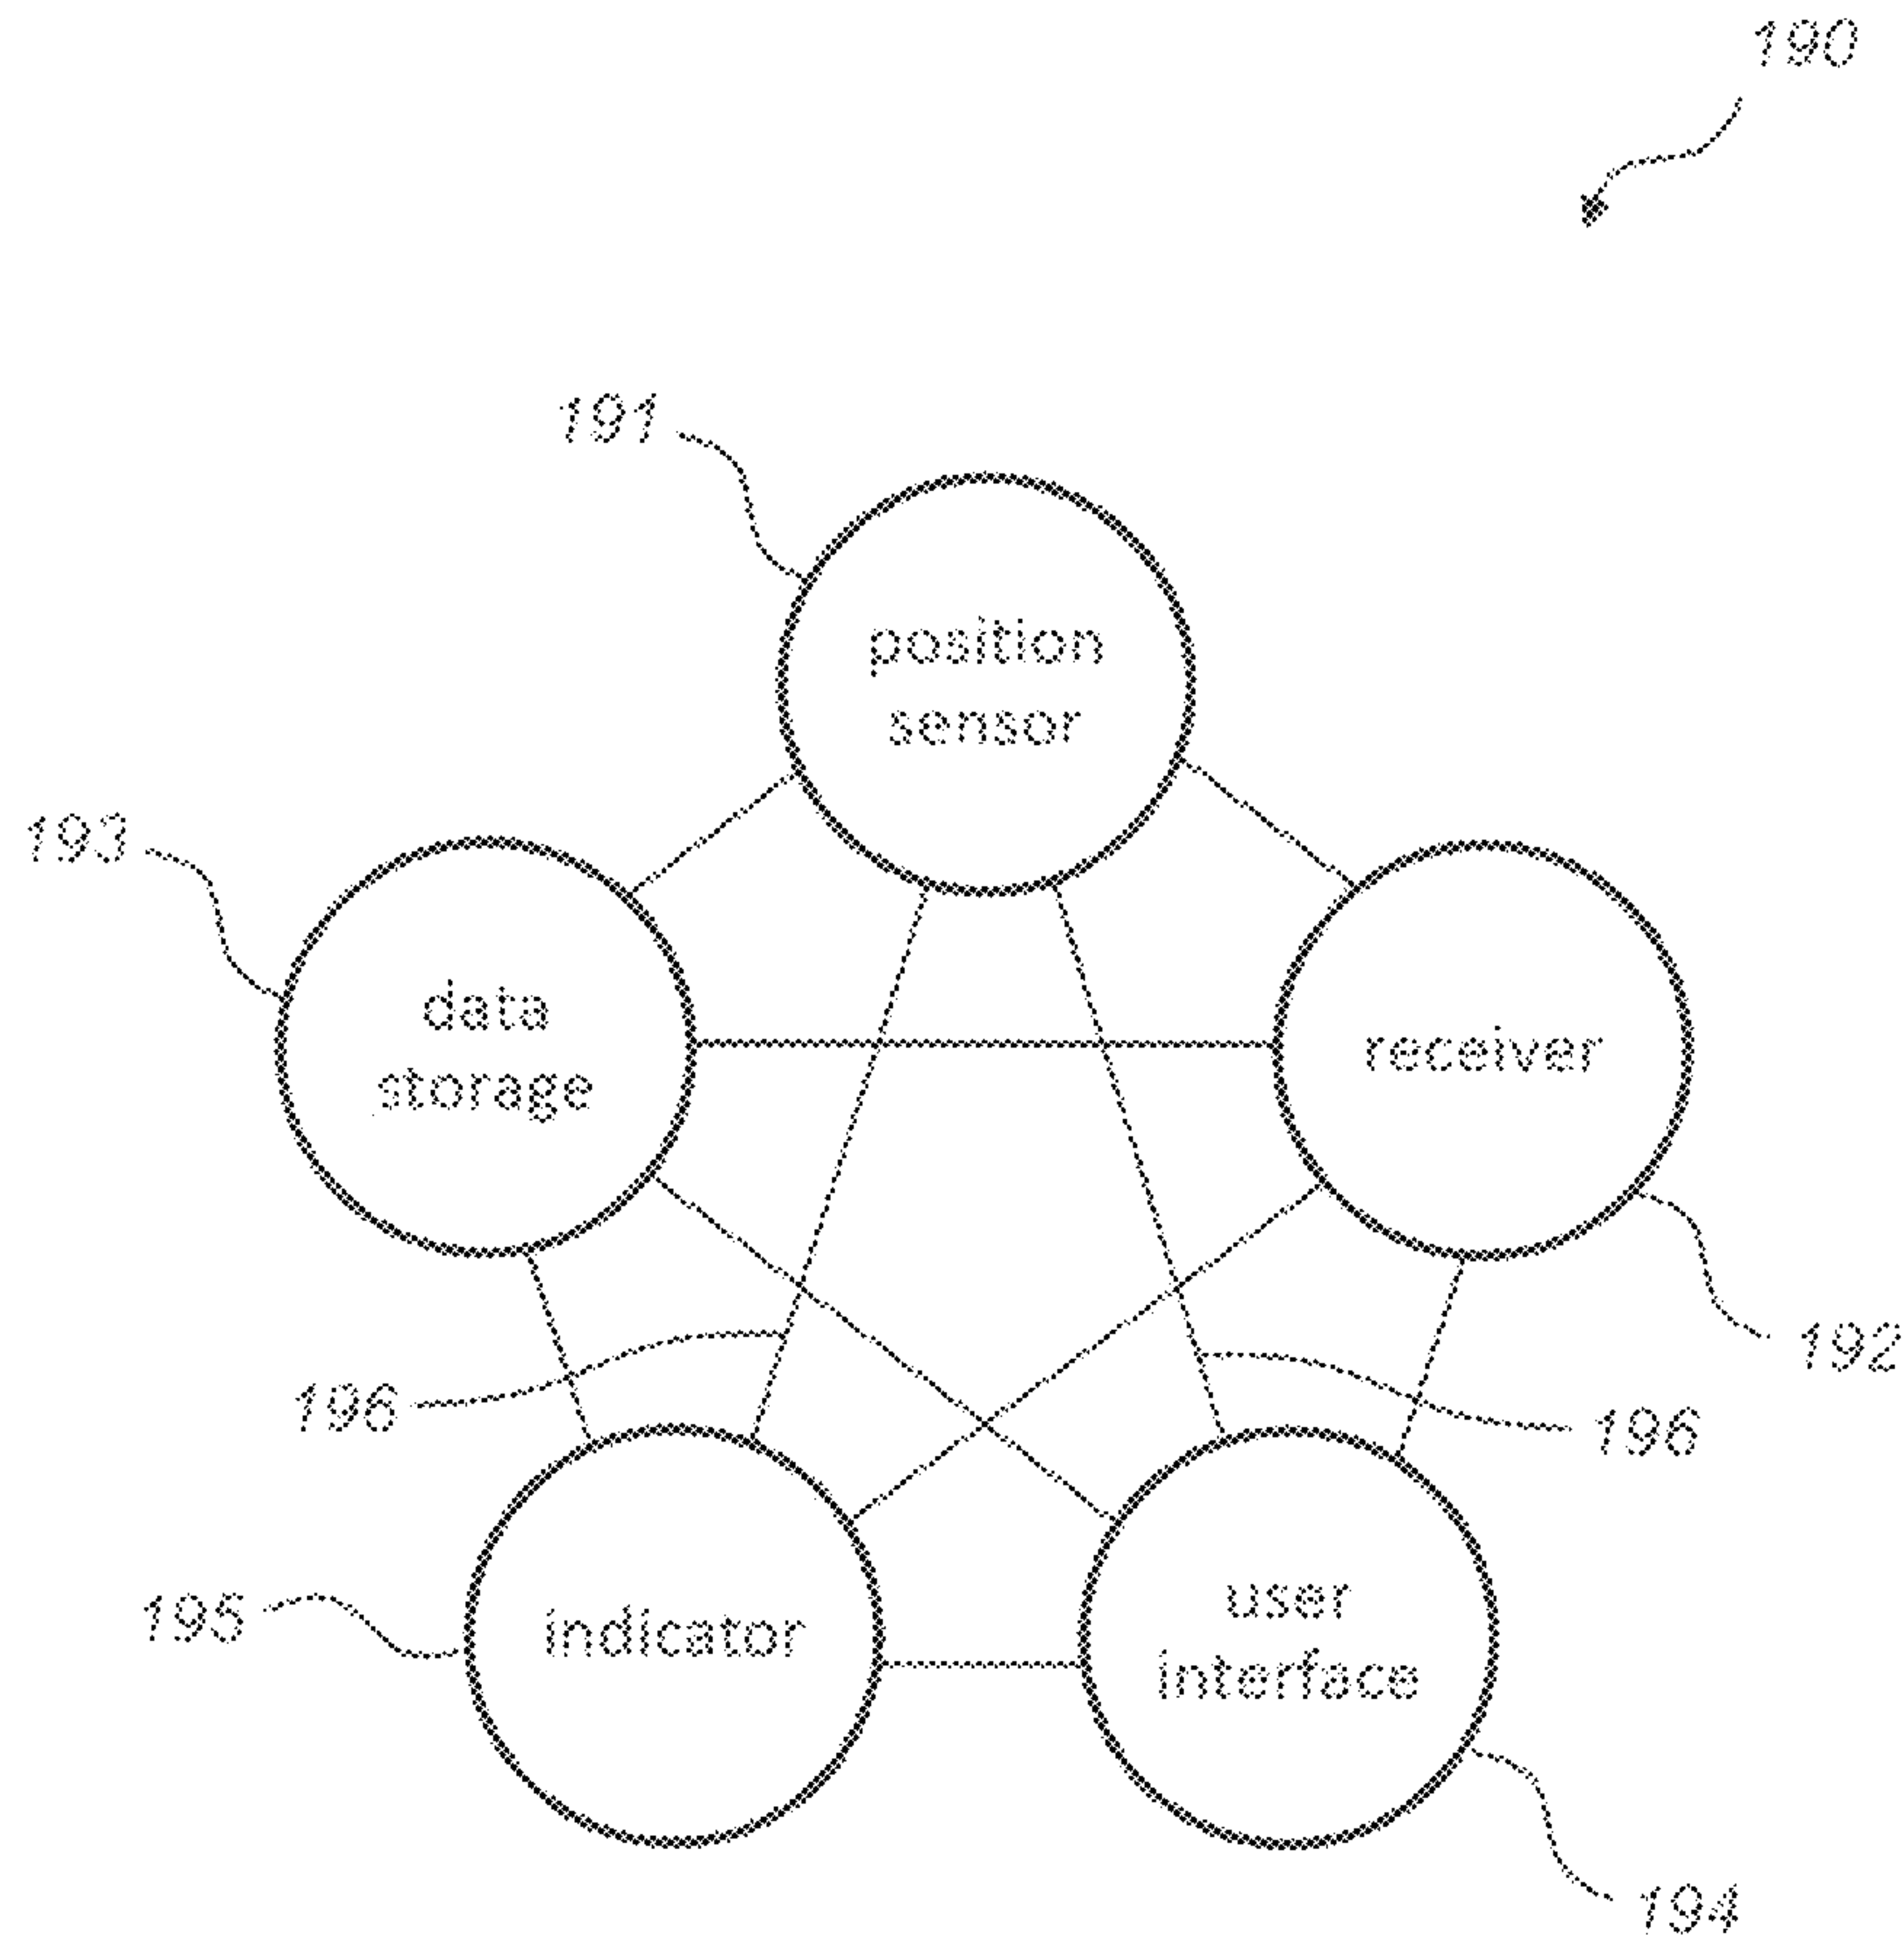 190
191
position
sensor
193
data
storage
receiver
192
196
196
195
indicator
user
interface
194